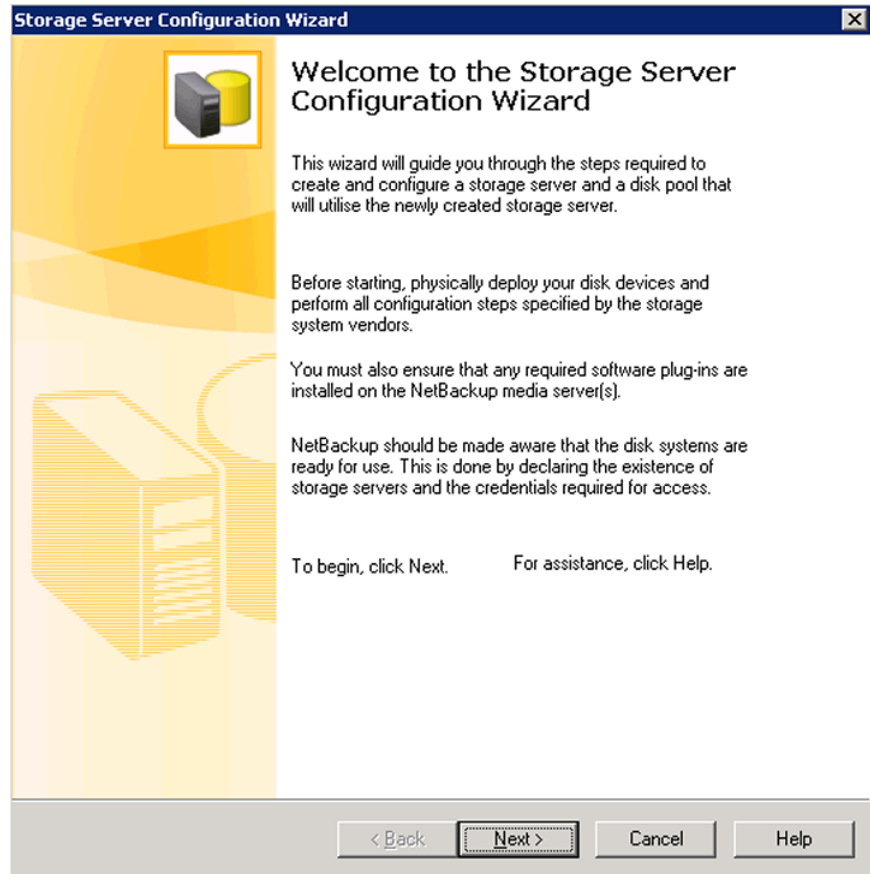 Storage Server Configuration Wizard
Welcome to the Storage Server
Configuration Wizard
This wizard will guide you through the steps required to
create and configure a storage server and a disk pool that
will utilise the newly created storage server.
Before starting, physically deploy your disk devices and
perform all configuration steps specified by the storage
system vendors.
You must also ensure that any required software plug-ins are
installed on the NetBackup media server(s).
NetBackup should be made aware that the disk systems are
ready for use. This is done by declaring the existence of
storage servers and the credentials required for access.
To begin, click Next. For assistance, click Help.
< Back Next > Cancel Help